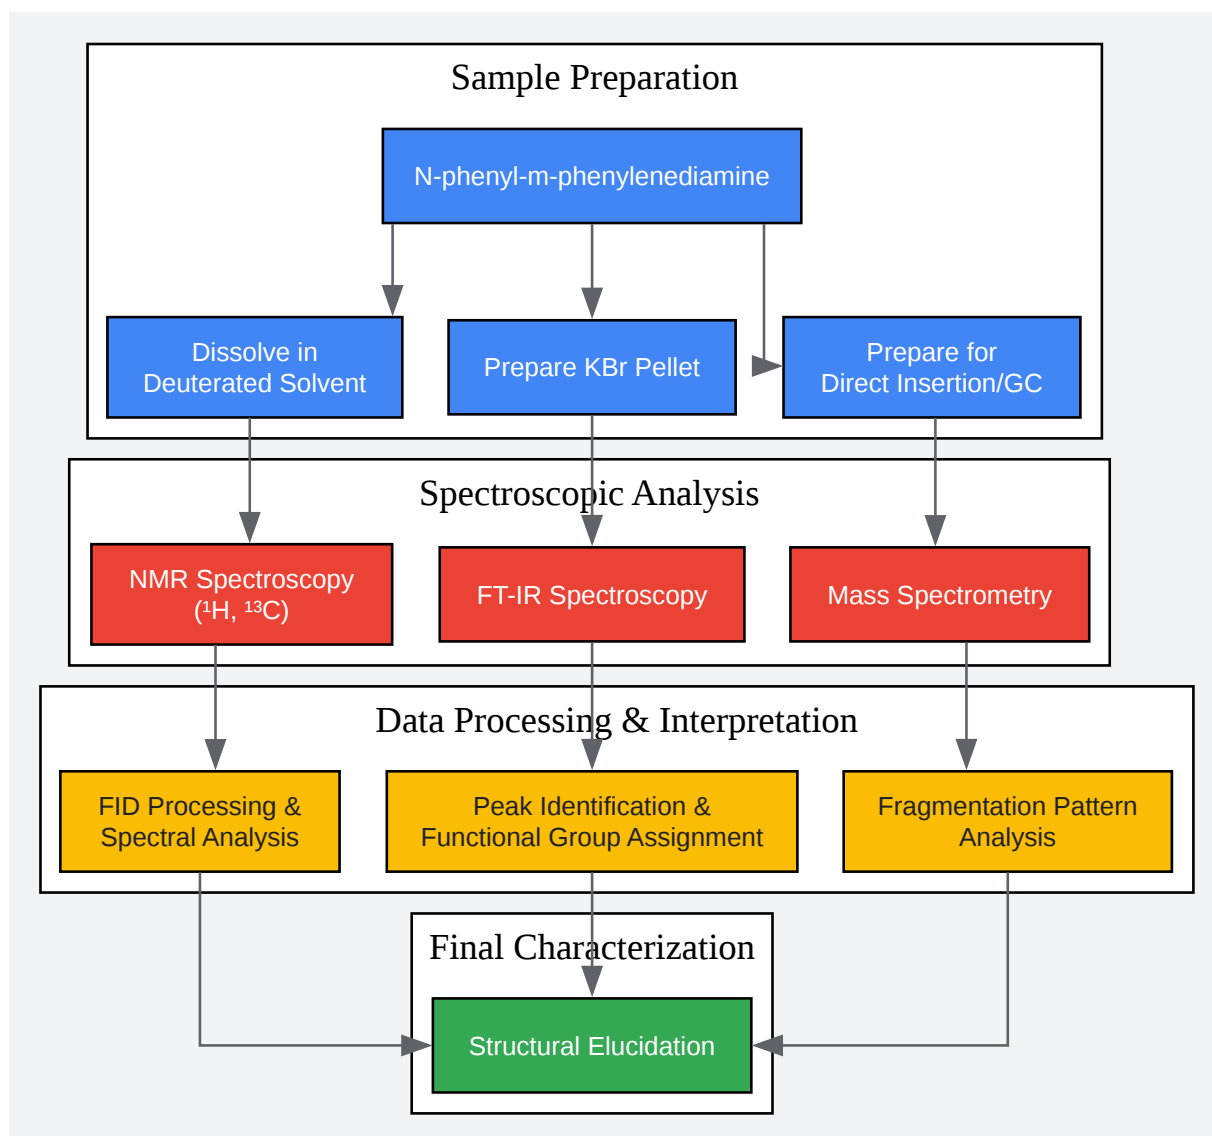 Sample Preparation
N-phenyl-m-phenylenediamine
Dissolve in
Deuterated Solvent
Prepare KBr Pellet
Prepare for
Direct Insertion/GC
Spectroscopic Analysis
NMR Spectroscopy
(¹H, ¹³C)
FT-IR Spectroscopy
Mass Spectrometry
Data Processing & Interpretation
FID Processing &
Spectral Analysis
Peak Identification &
Functional Group Assignment
Fragmentation Pattern
Analysis
Final Characterization
Structural Elucidation